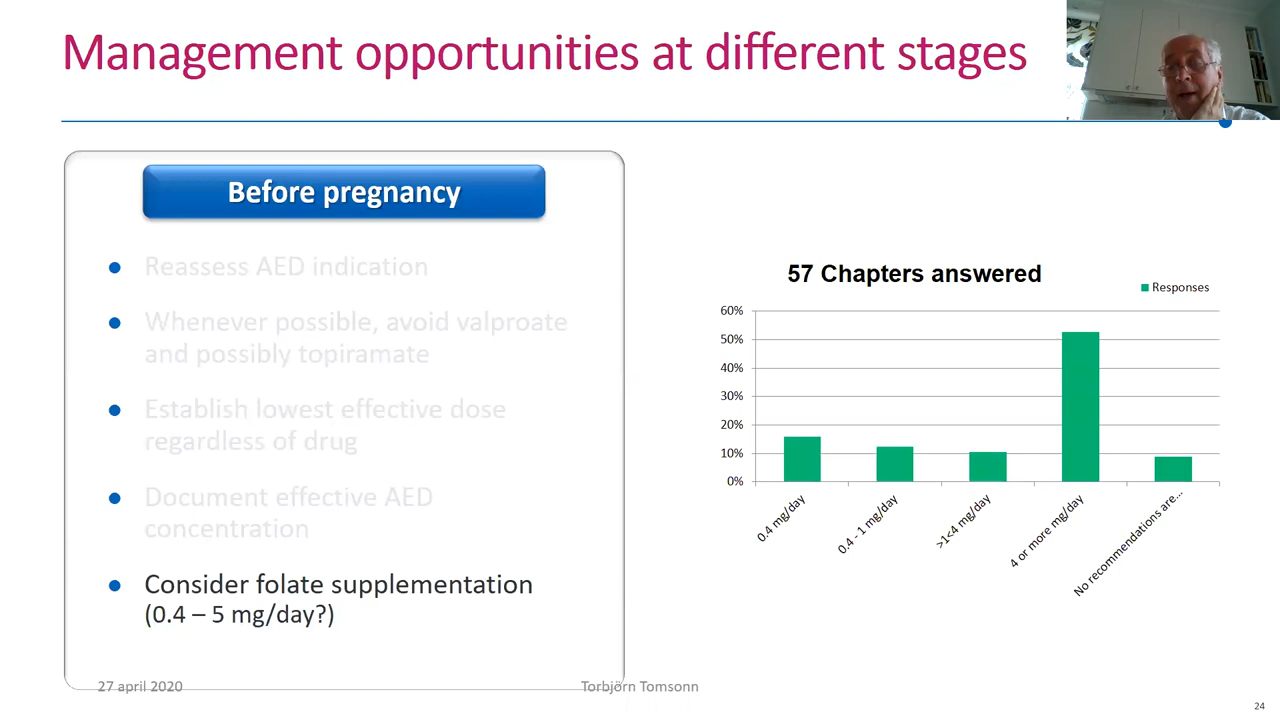 Management opportunities at different stages
Before pregnancy
Reassess AED indication
Whenever possible, avoid valproate
and possibly topiramate
Establish lowest effective dose
regardless of drug
Document effective AED
concentration
Consider folate supplementation
(0.4 – 5 mg/day?)
57 Chapters answered
Responses
60%
50%
40%
30%
20%
10%
0%
0.4 mg/day
0.4 - 1 mg/day
>1<4 mg/day
4 or more mg/day
No recommendations are...
27 april 2020
Torbjörn Tomsonn
24